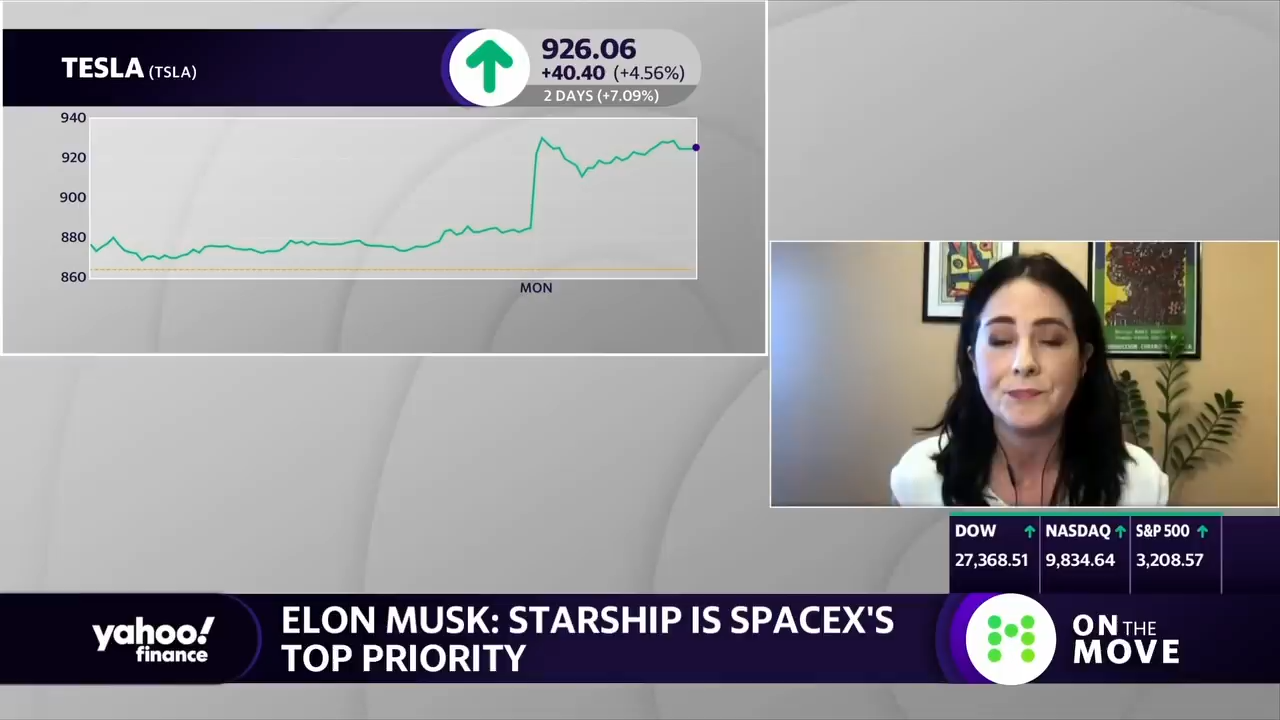 TESLA (TSLA)
926.06
+40.40 (+4.56%)
2 DAYS (+7.09%)
940
920
900
880
860
MON
DOW
27,368.51
NASDAQ
9,834.64
S&P 500
3,208.57
yahoo!
finance
ELON MUSK: STARSHIP IS SPACEX'S
TOP PRIORITY
ON THE
MOVE